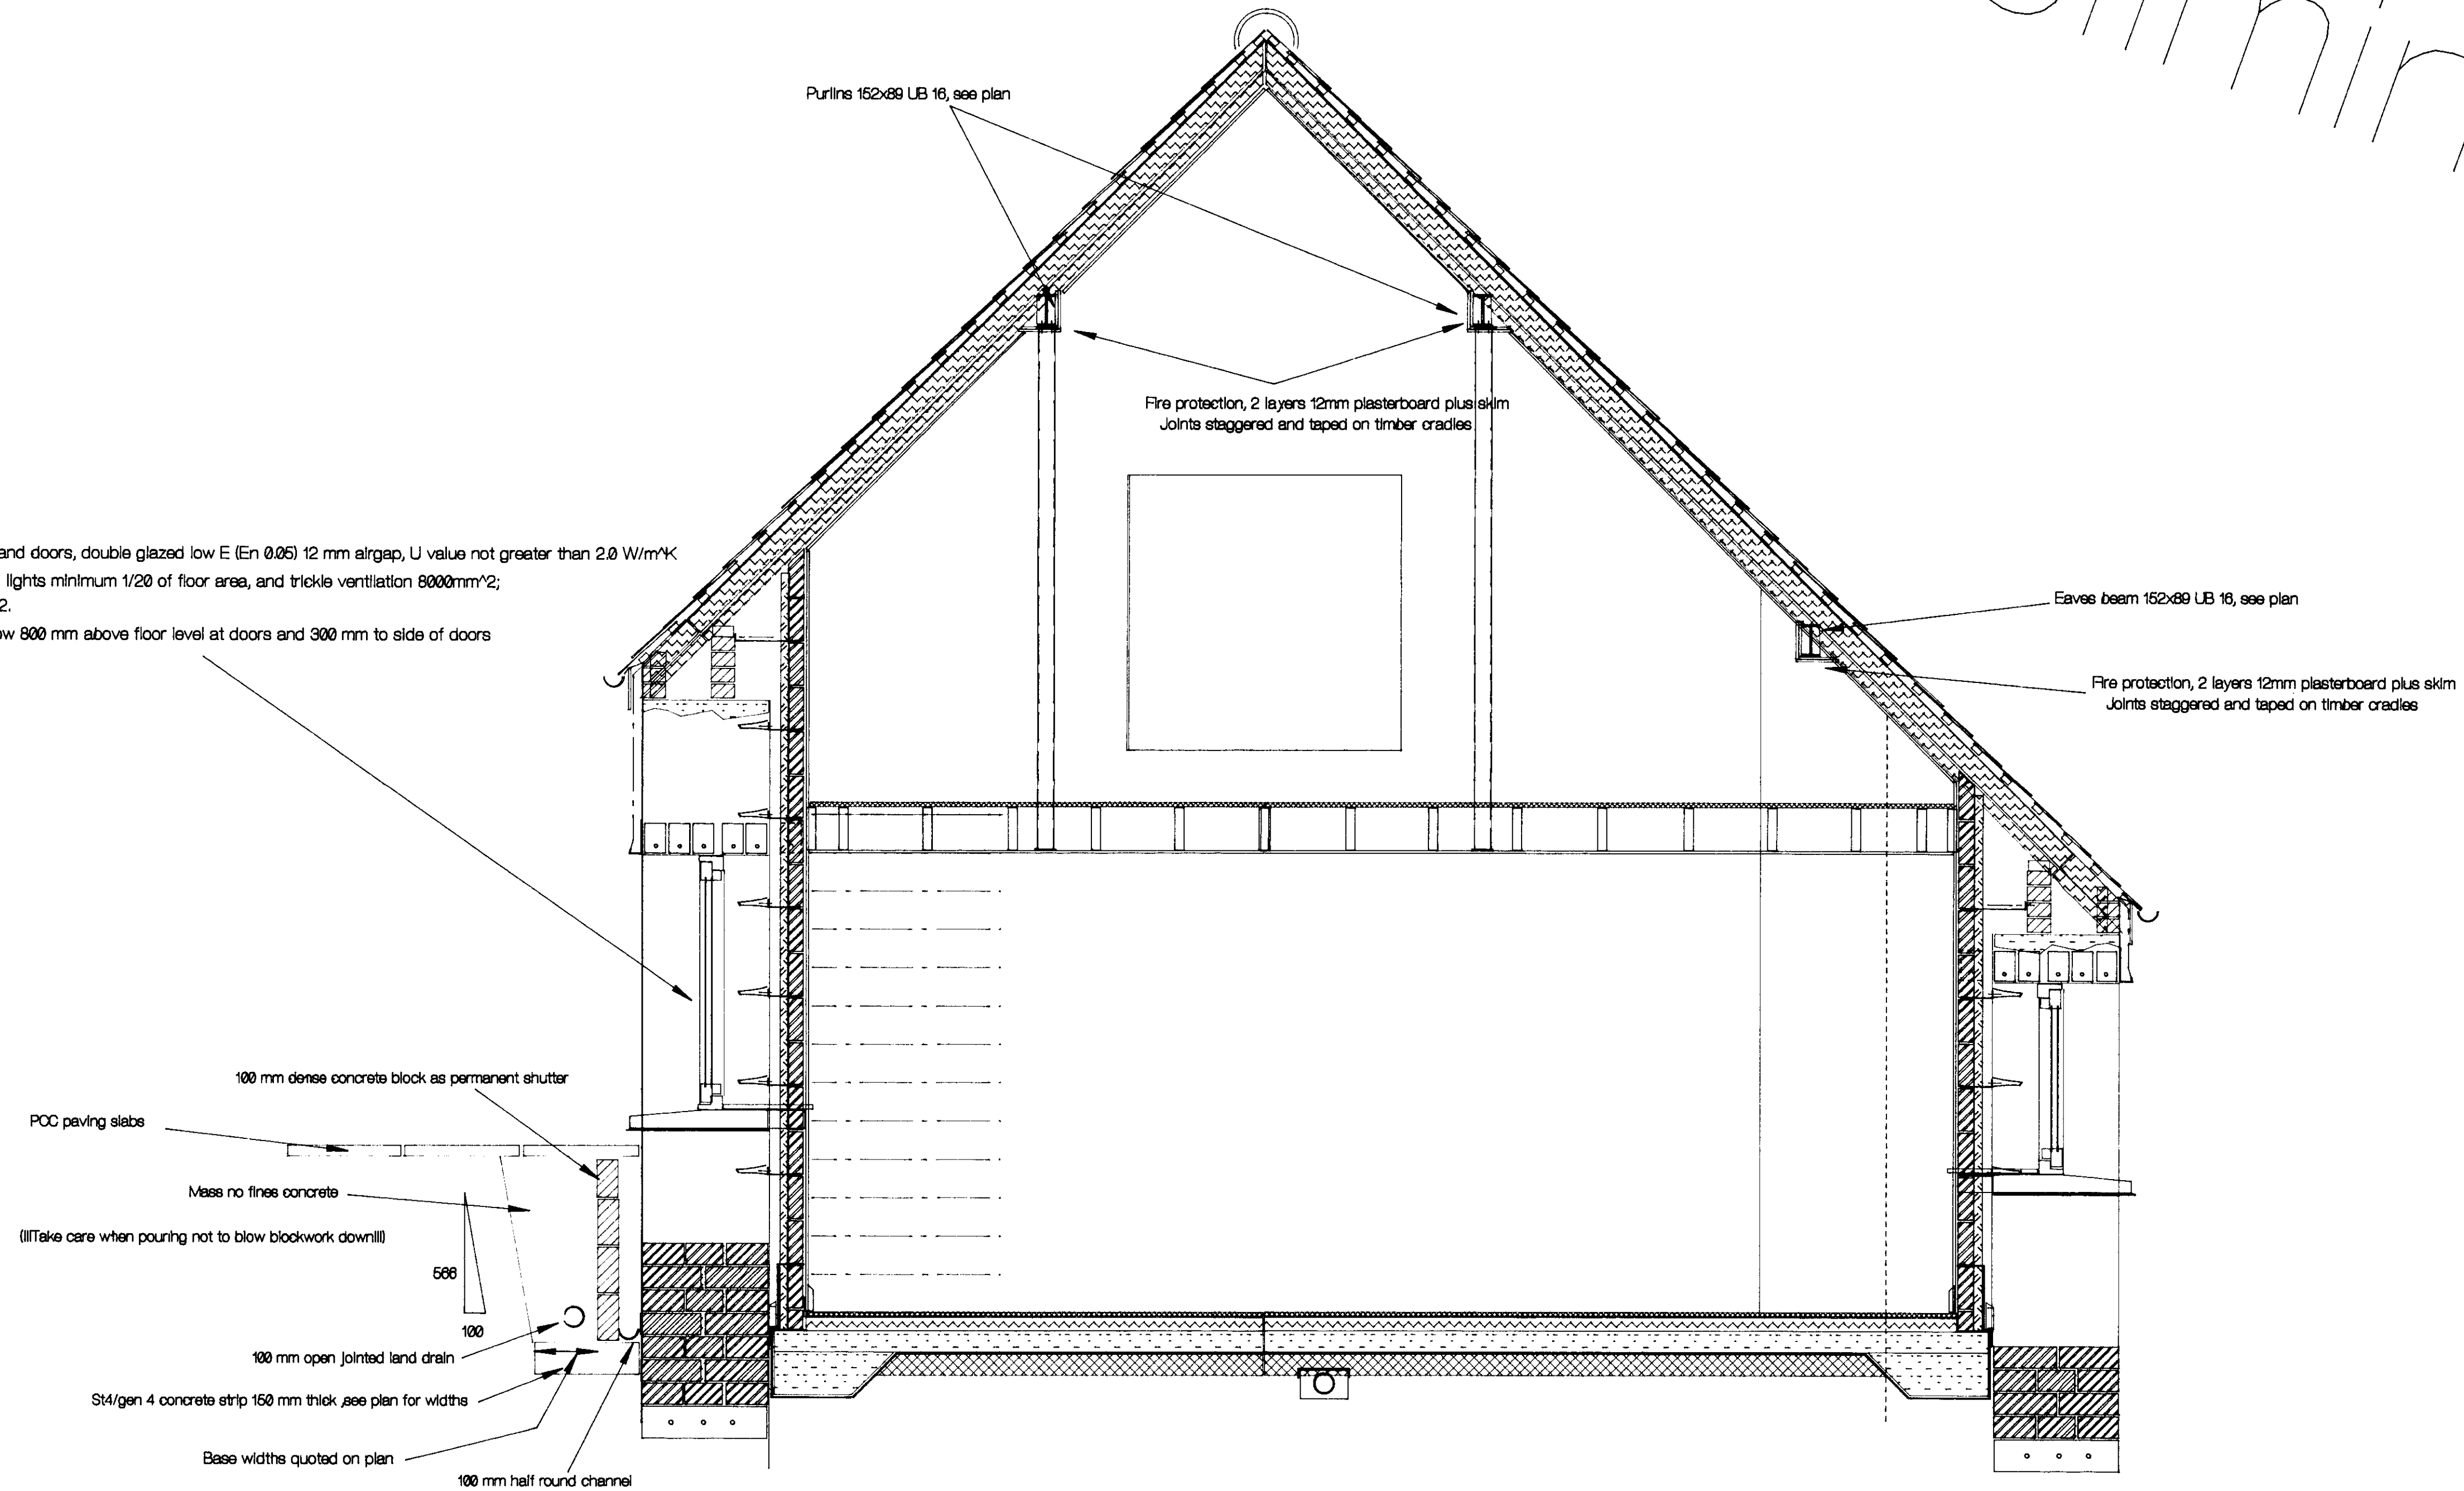 Purlins 152x89 UB 16, see plan
Fire protection, 2 layers 12mm plasterboard plus skim
Joints staggered and taped on timber cradles
and doors, double glazed low E (En 0.05) 12 mm airgap, U value not greater than 2.0 W/m^K
lights minimum 1/20 of floor area, and trickle ventilation 8000mm^2;
2.
ow 800 mm above floor level at doors and 300 mm to side of doors
Eaves beam 152x89 UB 16, see plan
Fire protection, 2 layers 12mm plasterboard plus skim
Joints staggered and taped on timber cradles
100 mm dense concrete block as permanent shutter
PCC paving slabs
Mass no fines concrete
(!!!Take care when pouring not to blow blockwork down!!!)
566
100
100 mm open jointed land drain
St4/gen 4 concrete strip 150 mm thick ,see plan for widths
Base widths quoted on plan
100 mm half round channel